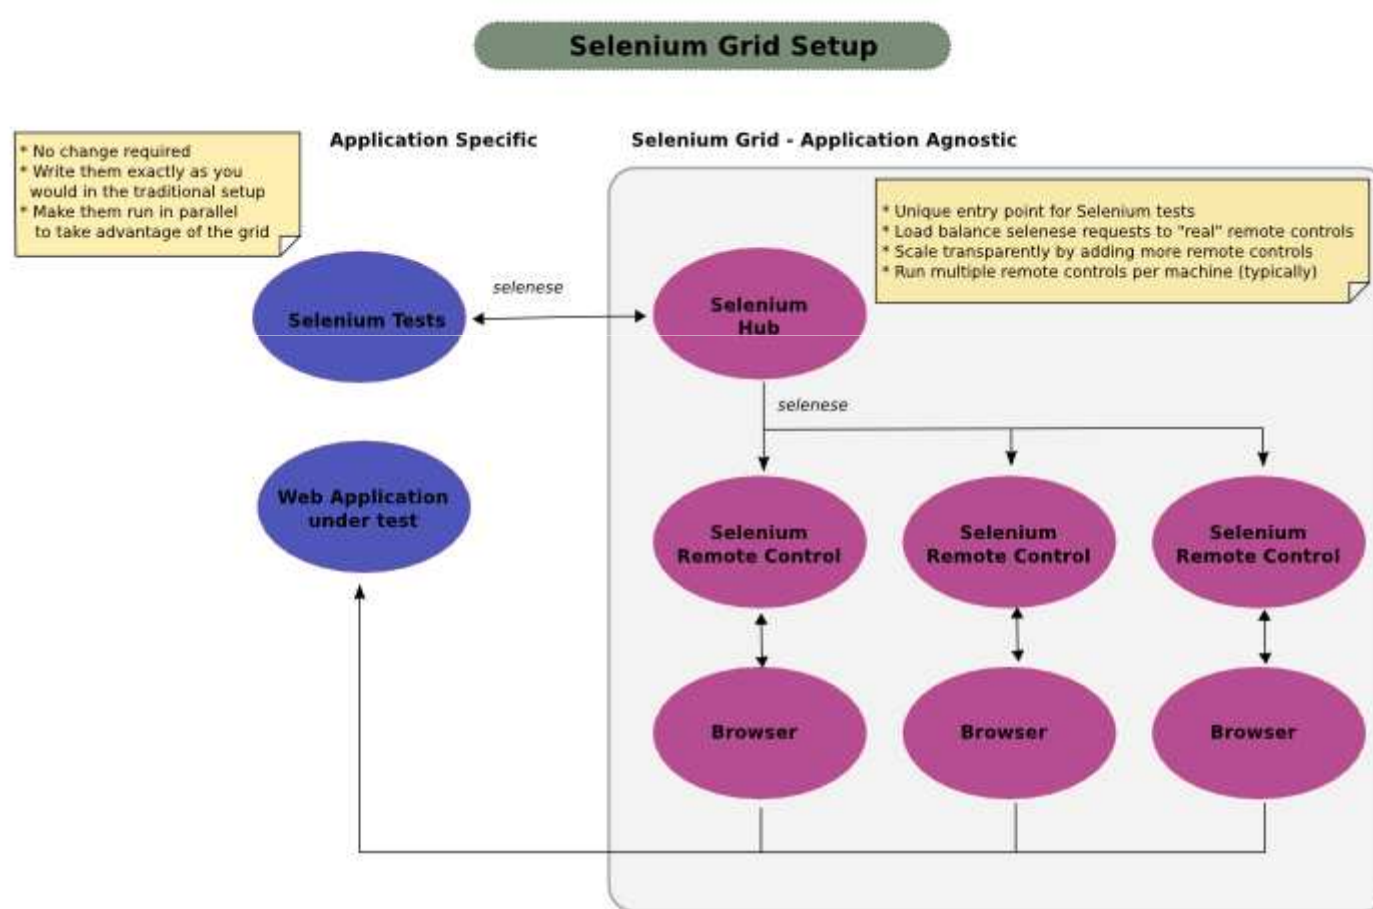 Selenium Grid Setup
Application Specific
Selenium Grid - Application Agnostic
* No change required
* Write them exactly as you
would in the traditional setup
* Make them run in parallel
to take advantage of the grid
* Unique entry point for Selenium tests
* Load balance selenese requests to "real" remote controls
* Scale transparently by adding more remote controls
* Run multiple remote controls per machine (typically)
Selenium Tests
selenese
Selenium
Hub
selenese
Web Application
under test
Selenium
Remote Control
Selenium
Remote Control
Selenium
Remote Control
Browser
Browser
Browser